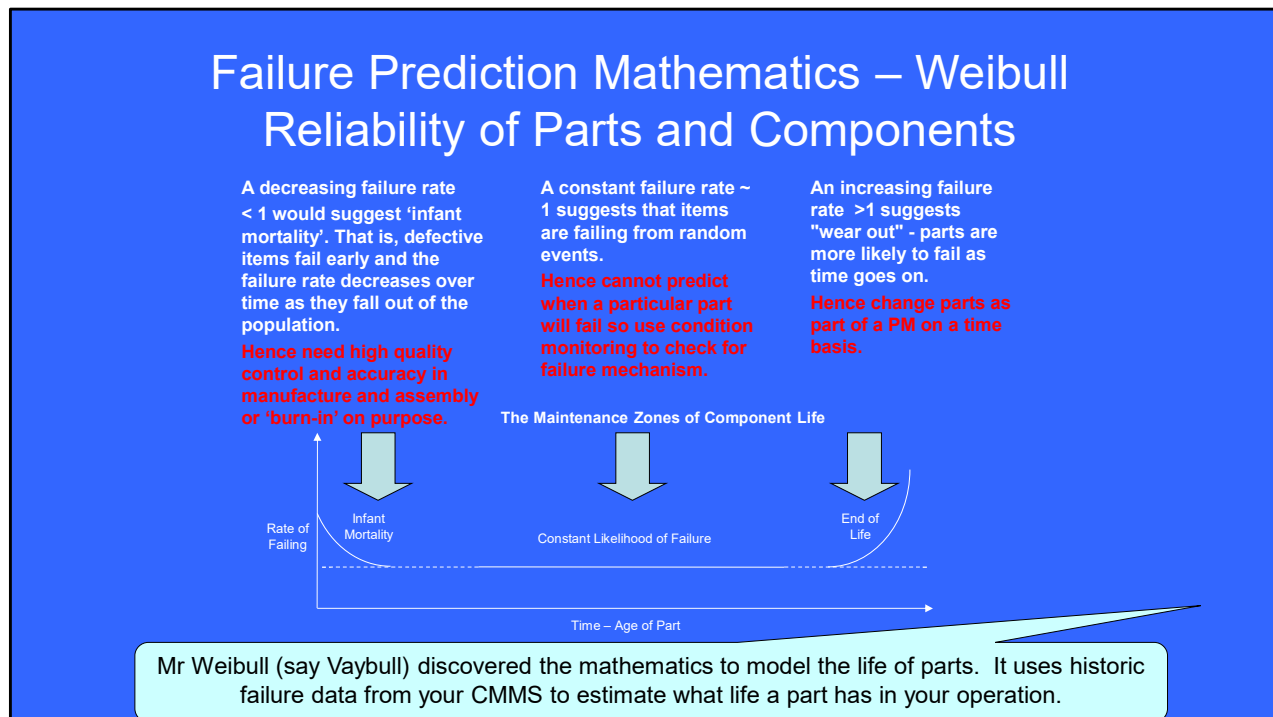 Failure Prediction Mathematics – Weibull
Reliability of Parts and Components
A decreasing failure rate
< 1 would suggest ‘infant
mortality’. That is, defective
items fail early and the
failure rate decreases over
time as they fall out of the
population.
Hence need high quality
control and accuracy in
manufacture and assembly
or ‘burn-in’ on purpose.
A constant failure rate ~
1 suggests that items
are failing from random
events.
Hence cannot predict
when a particular part
will fail so use condition
monitoring to check for
failure mechanism.
An increasing failure
rate >1 suggests
"wear out" - parts are
more likely to fail as
time goes on.
Hence change parts as
part of a PM on a time
basis.
The Maintenance Zones of Component Life
Rate of
Failing
Infant
Mortality
Constant Likelihood of Failure
End of
Life
Time – Age of Part
Mr Weibull (say Vaybull) discovered the mathematics to model the life of parts. It uses historic
failure data from your CMMS to estimate what life a part has in your operation.